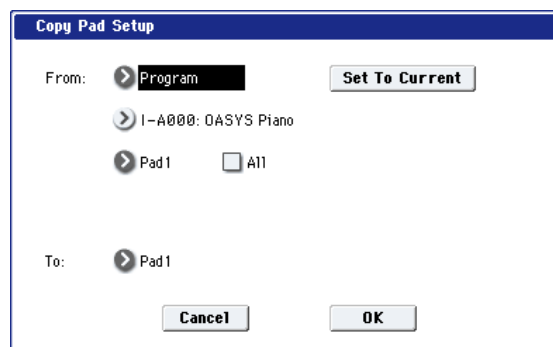 Copy Pad Setup
From: Program Set To Current
I-A000: OASYS Piano
Pad1 All
To: Pad1
Cancel OK